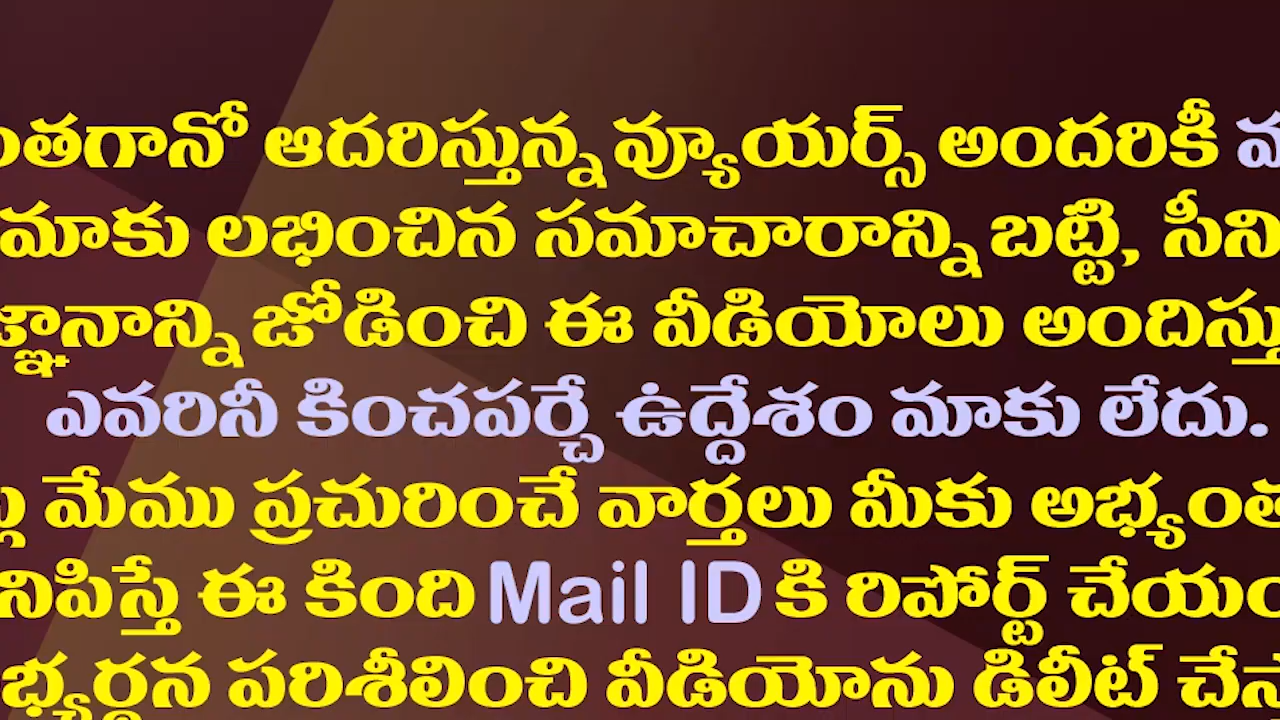 ఆదరిస్తున్న వ్యూయర్స్ అందరికీ
మాకు లభించిన సమాచారాన్ని బట్టి,
జోడించి ఈ వీడియోలు
ఎవరినీ కించపర్చే ఉద్దేశం మాకు లేదు.
మేము ప్రచురించే వార్తలు మీకు
ఈ కింది Mail ID కి రిపోర్ట్
పరిశీలించి వీడియోను డిలీట్